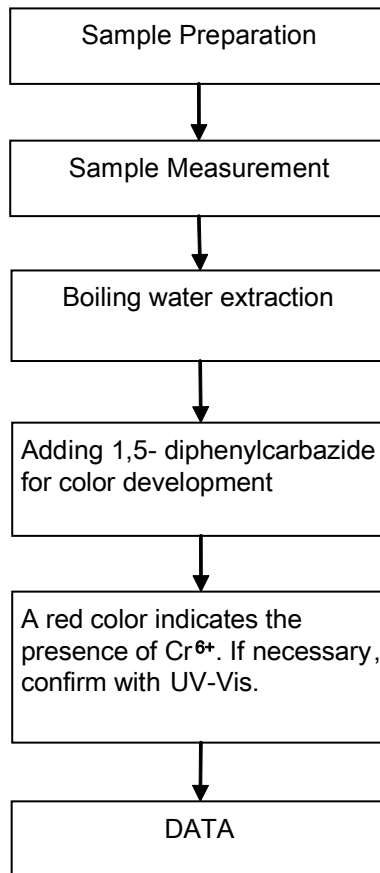 Sample Preparation
Sample Measurement
Boiling water extraction
Adding 1,5- diphenylcarbazide
for color development
A red color indicates the
presence of Cr⁶⁺. If necessary,
confirm with UV-Vis.
DATA